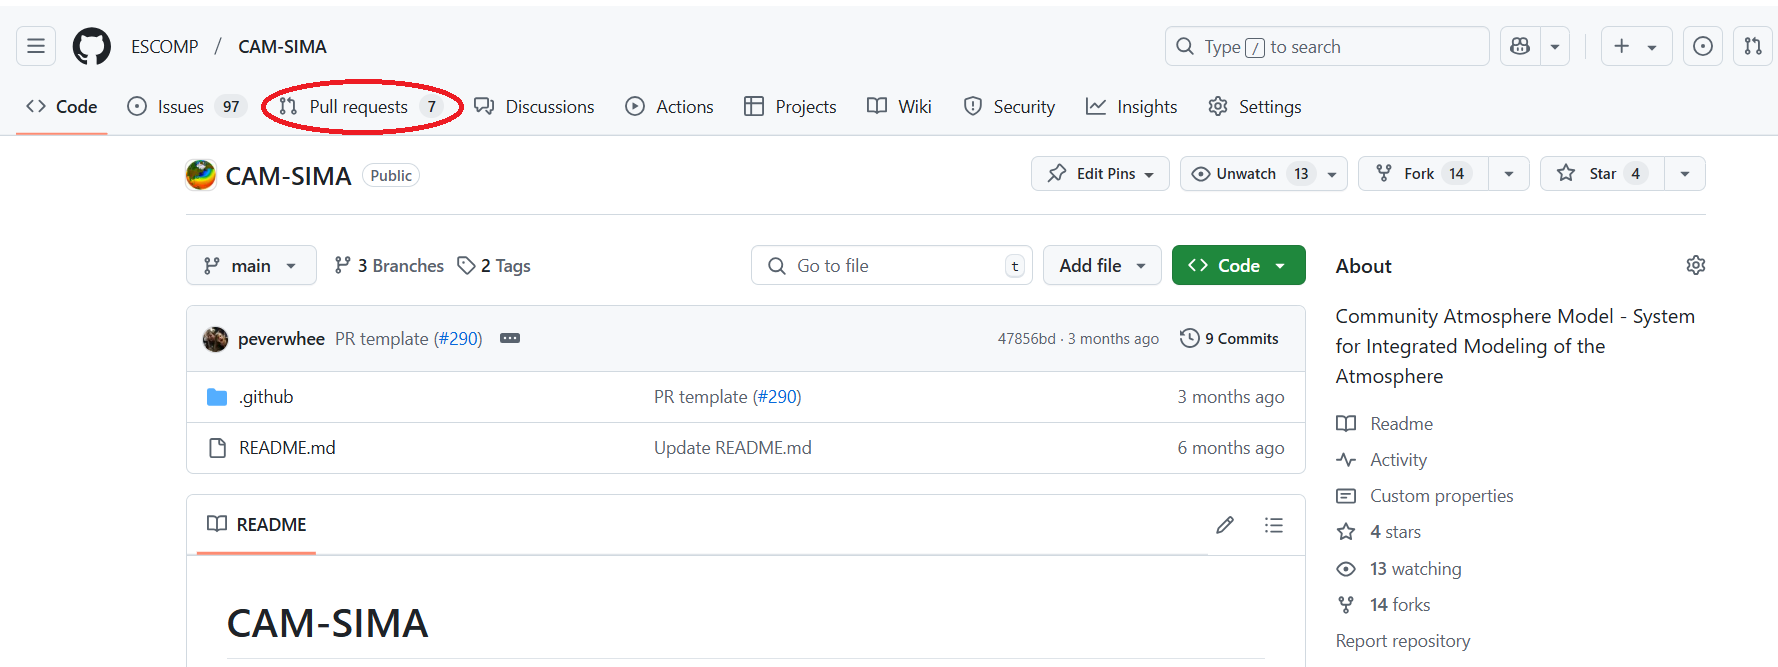 ESCOMP / CAM-SIMA
Type / to search
Code
Issues 97
Pull requests 7
Discussions
Actions
Projects
Wiki
Security
Insights
Settings
CAM-SIMA Public
Edit Pins
Unwatch 13
Fork 14
Star 4
main
3 Branches
2 Tags
Go to file t
Add file
Code
peverwhee PR template (#290)
47856bd · 3 months ago
9 Commits
.github PR template (#290) 3 months ago
README.md Update README.md 6 months ago
README
CAM-SIMA
About
Community Atmosphere Model - System
for Integrated Modeling of the
Atmosphere
Readme
Activity
Custom properties
4 stars
13 watching
14 forks
Report repository